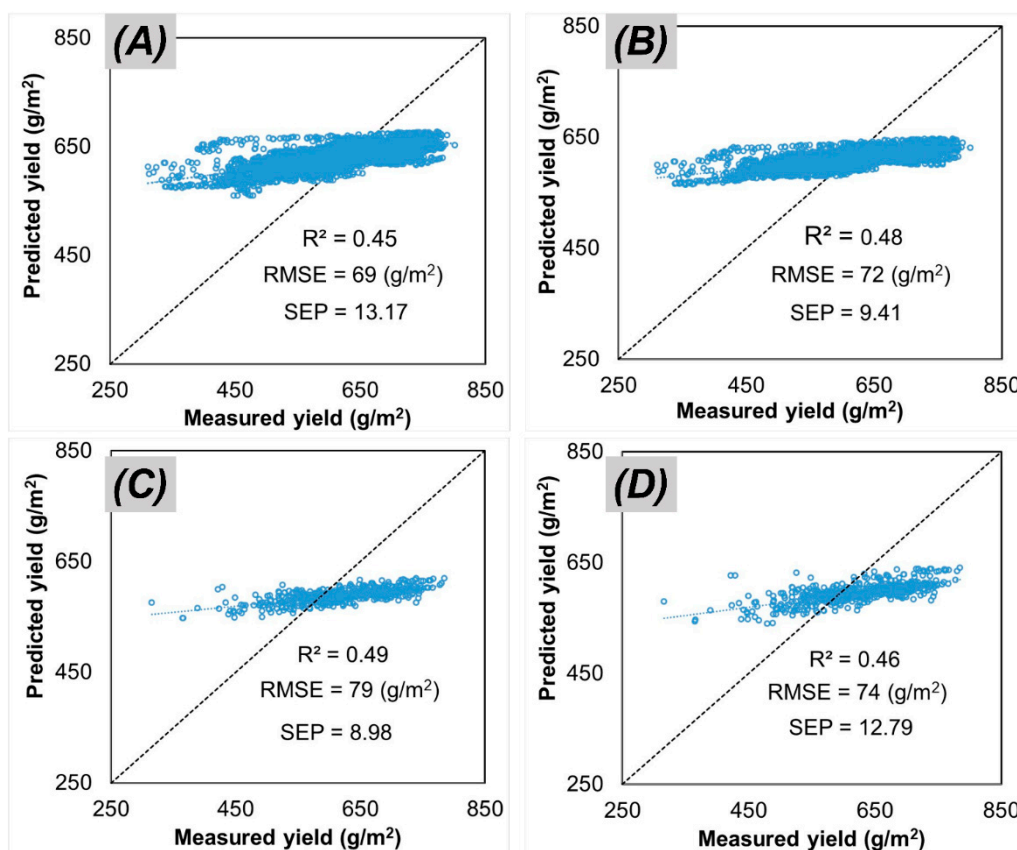 (A)
Predicted yield (g/m²)
850
650
450
250
R² = 0.45
RMSE = 69 (g/m²)
SEP = 13.17
250 450 650 850
Measured yield (g/m²)
(B)
Predicted yield (g/m²)
850
650
450
250
R² = 0.48
RMSE = 72 (g/m²)
SEP = 9.41
250 450 650 850
Measured yield (g/m²)
(C)
Predicted yield (g/m²)
850
650
450
250
R² = 0.49
RMSE = 79 (g/m²)
SEP = 8.98
250 450 650 850
Measured yield (g/m²)
(D)
Predicted yield (g/m²)
850
650
450
250
R² = 0.46
RMSE = 74 (g/m²)
SEP = 12.79
250 450 650 850
Measured yield (g/m²)